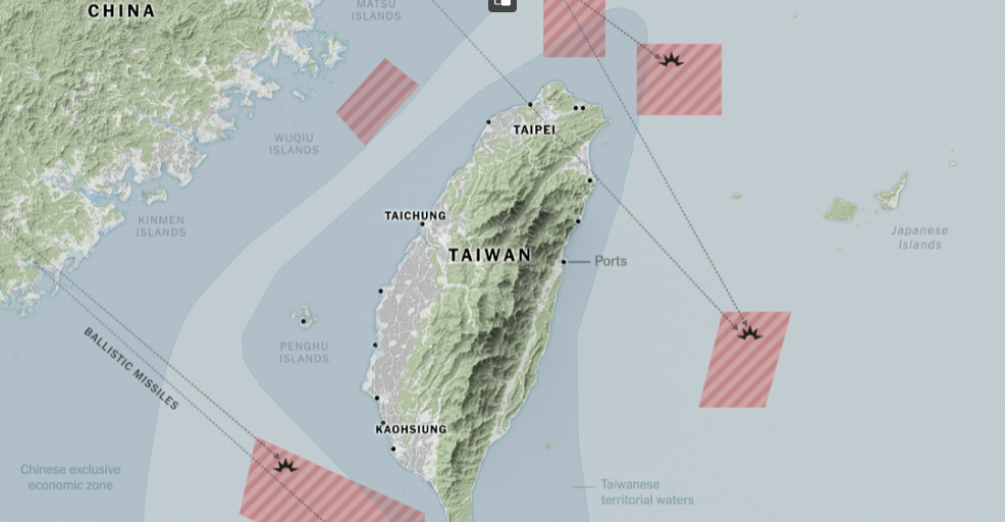 CHINA
MATSU
ISLANDS
WUQIU
ISLANDS
TAIPEI
KINMEN
ISLANDS
TAICHUNG
TAIWAN
Ports
Japanese
Islands
PENGHU
ISLANDS
BALLISTIC MISSILES
KAOHSIUNG
Chinese exclusive
economic zone
Taiwanese
territorial waters